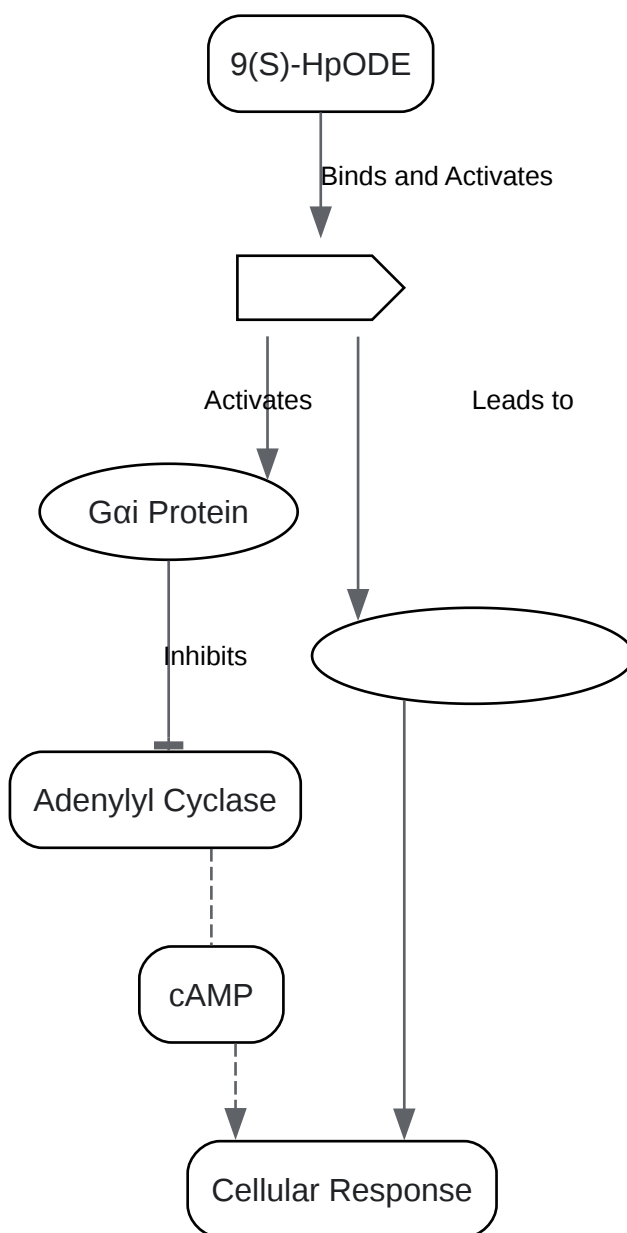 9(S)-HpODE
Binds and Activates
Activates
Leads to
Gαi Protein
Inhibits
Adenylyl Cyclase
cAMP
Cellular Response